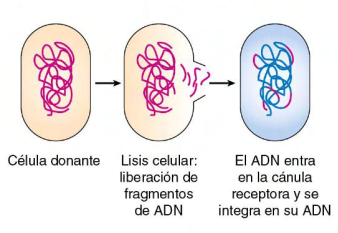 Célula donante
Lisis celular:
liberación de
fragmentos
de ADN
El ADN entra
en la cánula
receptora y se
integra en su ADN